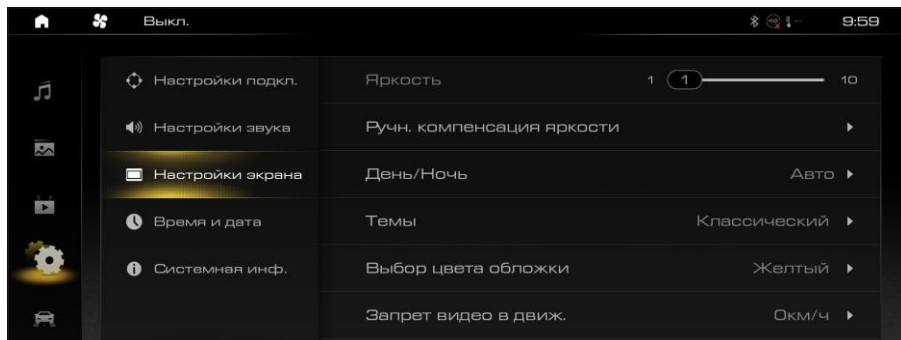 Выкл.
9:59
Настройки подкл.
Настройки звука
Настройки экрана
Время и дата
Системная инф.
Яркость 1 1 10
Ручн. компенсация яркости
День/Ночь Авто
Темы Классический
Выбор цвета обложки Желтый
Запрет видео в движ. 0км/ч